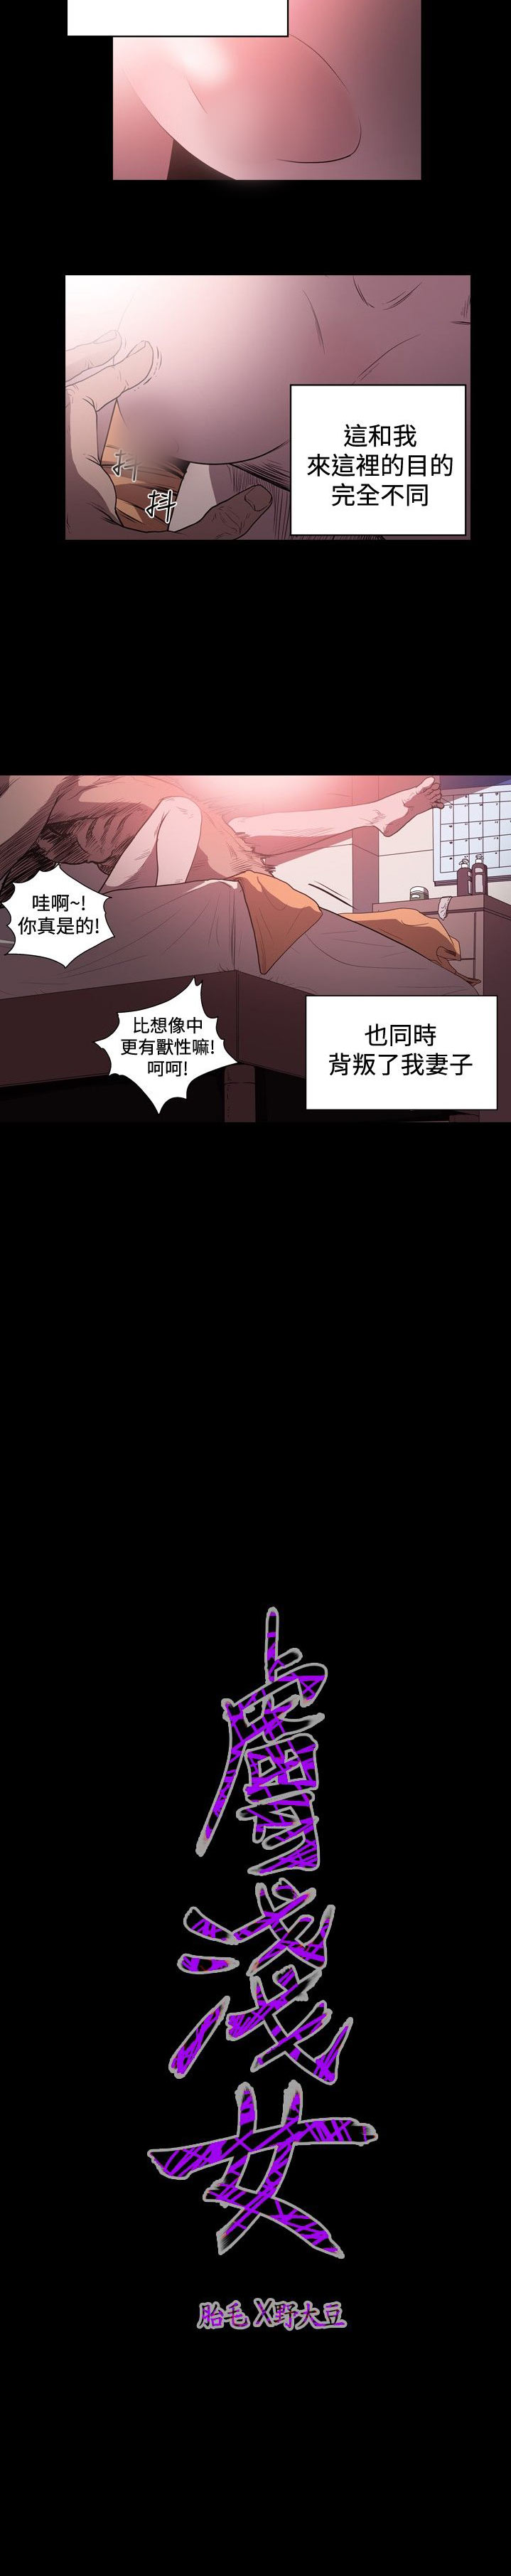 這和我
來這裡的目的
完全不同
抖
抖
哇啊~!
你真是的!
比想像中
更有獸性嘛!
呵呵!
也同時
背叛了我妻子
膚淺女
胎毛X野大豆